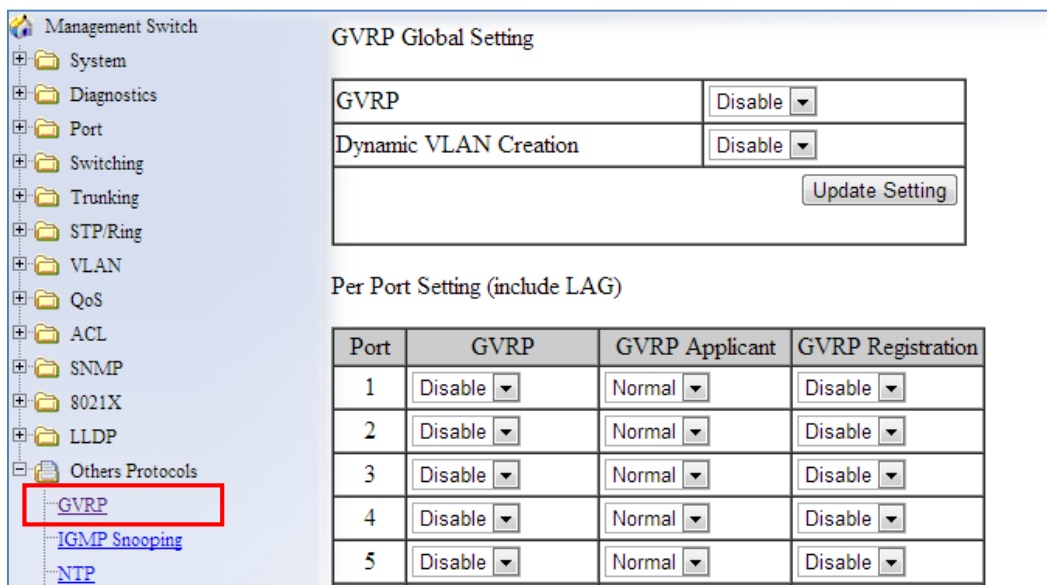 Management Switch
System
Diagnostics
Port
Switching
Trunking
STP/Ring
VLAN
QoS
ACL
SNMP
8021X
LLDP
Others Protocols
GVRP
IGMP Snooping
NTP
GVRP Global Setting
GVRP Disable
Dynamic VLAN Creation Disable
Update Setting
Per Port Setting (include LAG)
Port GVRP GVRP Applicant GVRP Registration
1 Disable Normal Disable
2 Disable Normal Disable
3 Disable Normal Disable
4 Disable Normal Disable
5 Disable Normal Disable